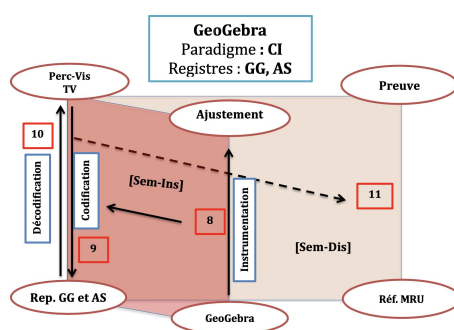 GeoGebra
Paradigme : CI
Registres : GG, AS
Perc-Vis
TV
Preuve
Ajustement
10
Décodification
Codification
[Sem-Ins]
8
Instrumentation
11
9
[Sem-Dis]
Rep. GG et AS
GeoGebra
Réf. MRU